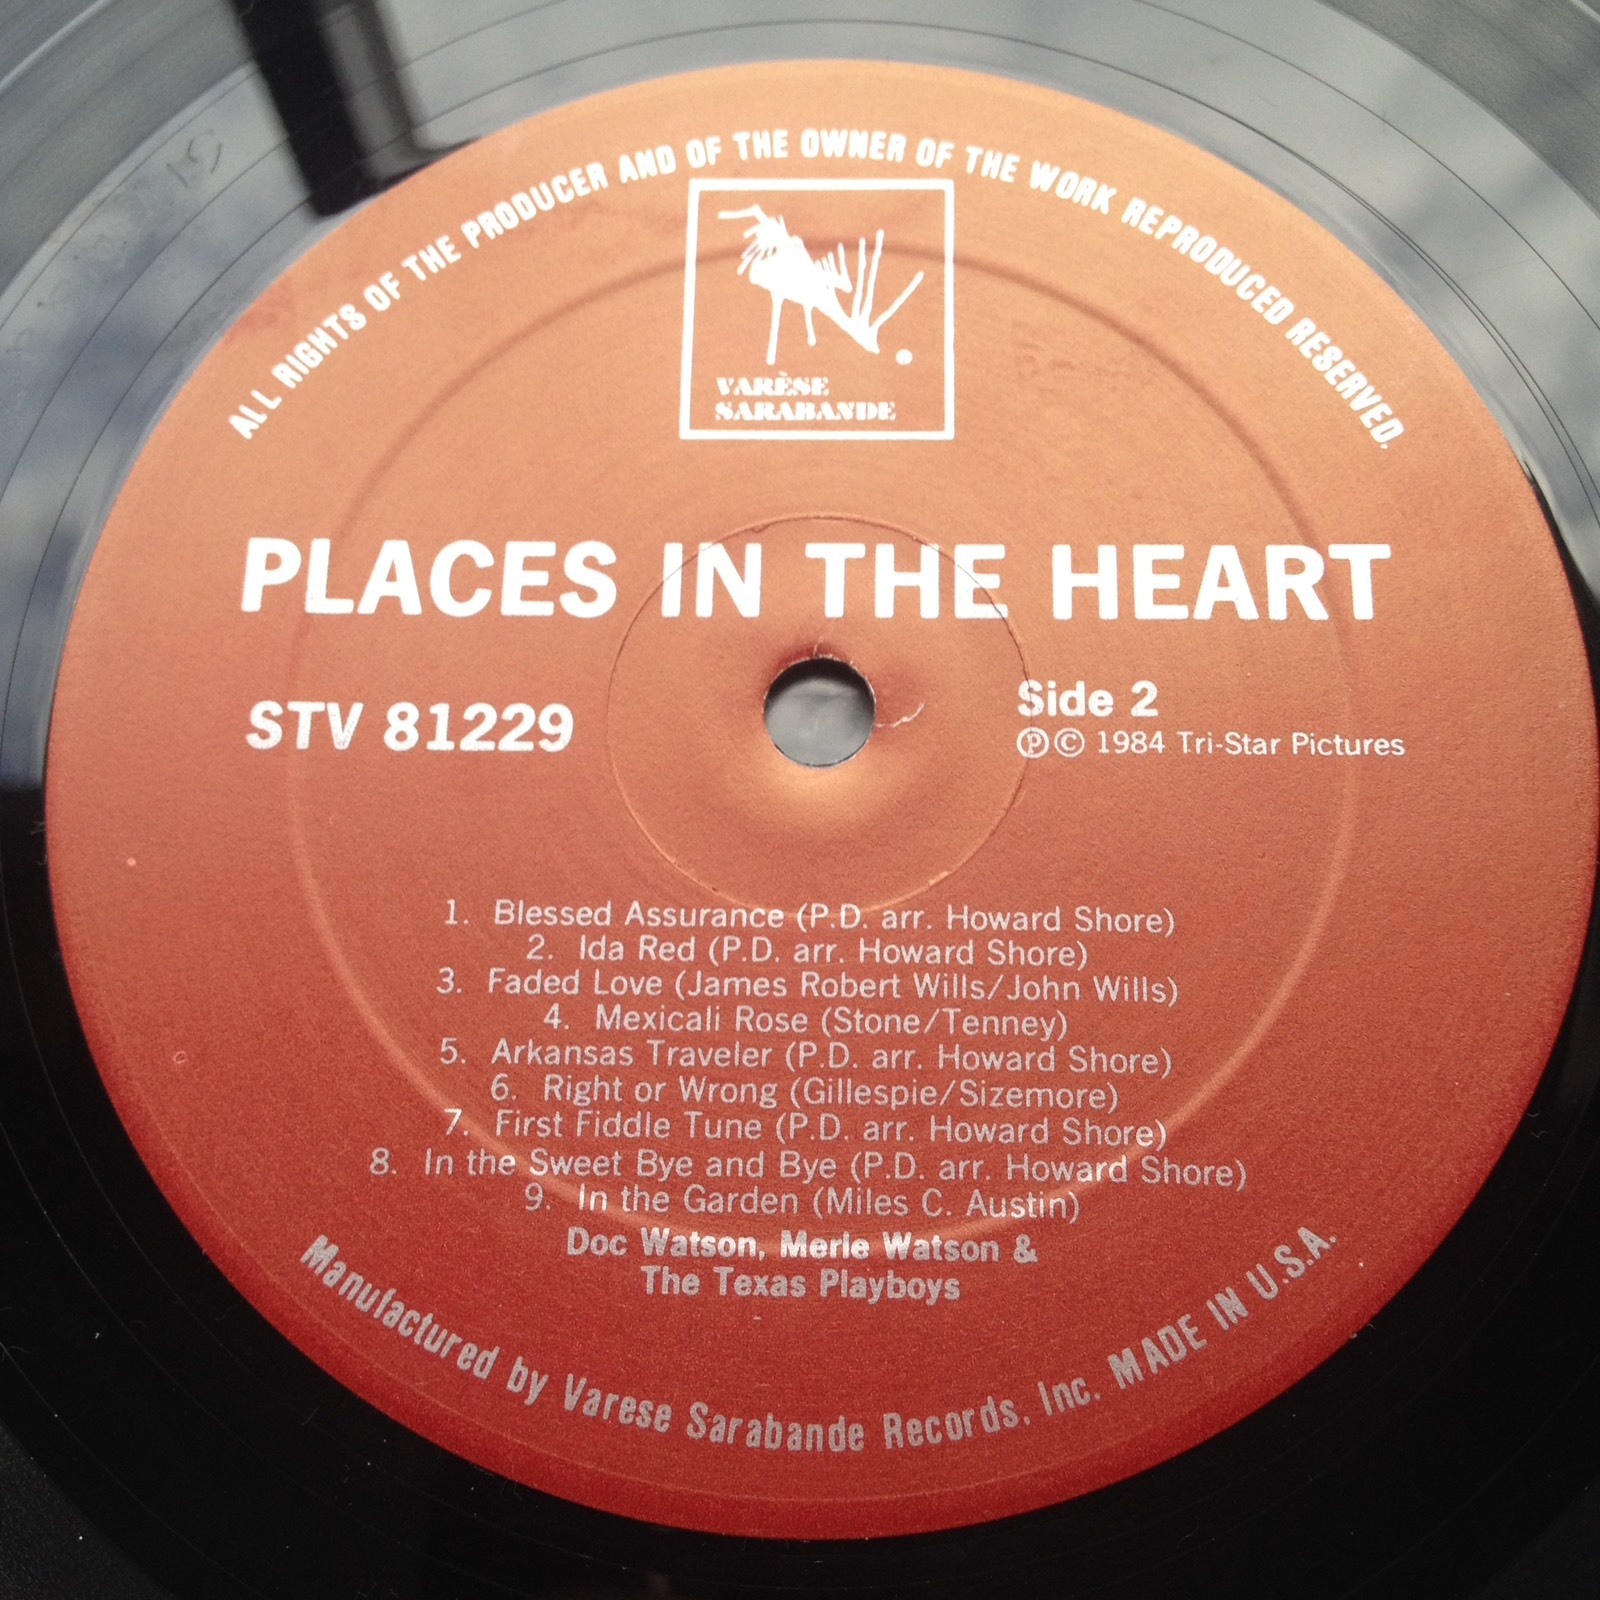 ALL RIGHTS OF THE PRODUCER AND OF THE OWNER OF THE WORK REPRODUCED RESERVED.
VARÈSE
SARABANDE
PLACES IN THE HEART
STV 81229
Side 2
℗© 1984 Tri-Star Pictures
1. Blessed Assurance (P.D. arr. Howard Shore)
2. Ida Red (P.D. arr. Howard Shore)
3. Faded Love (James Robert Wills/John Wills)
4. Mexicali Rose (Stone/Tenney)
5. Arkansas Traveler (P.D. arr. Howard Shore)
6. Right or Wrong (Gillespie/Sizemore)
7. First Fiddle Tune (P.D. arr. Howard Shore)
8. In the Sweet Bye and Bye (P.D. arr. Howard Shore)
9. In the Garden (Miles C. Austin)
Doc Watson, Merle Watson &
The Texas Playboys
Manufactured by Varese Sarabande Records, Inc. MADE IN U.S.A.